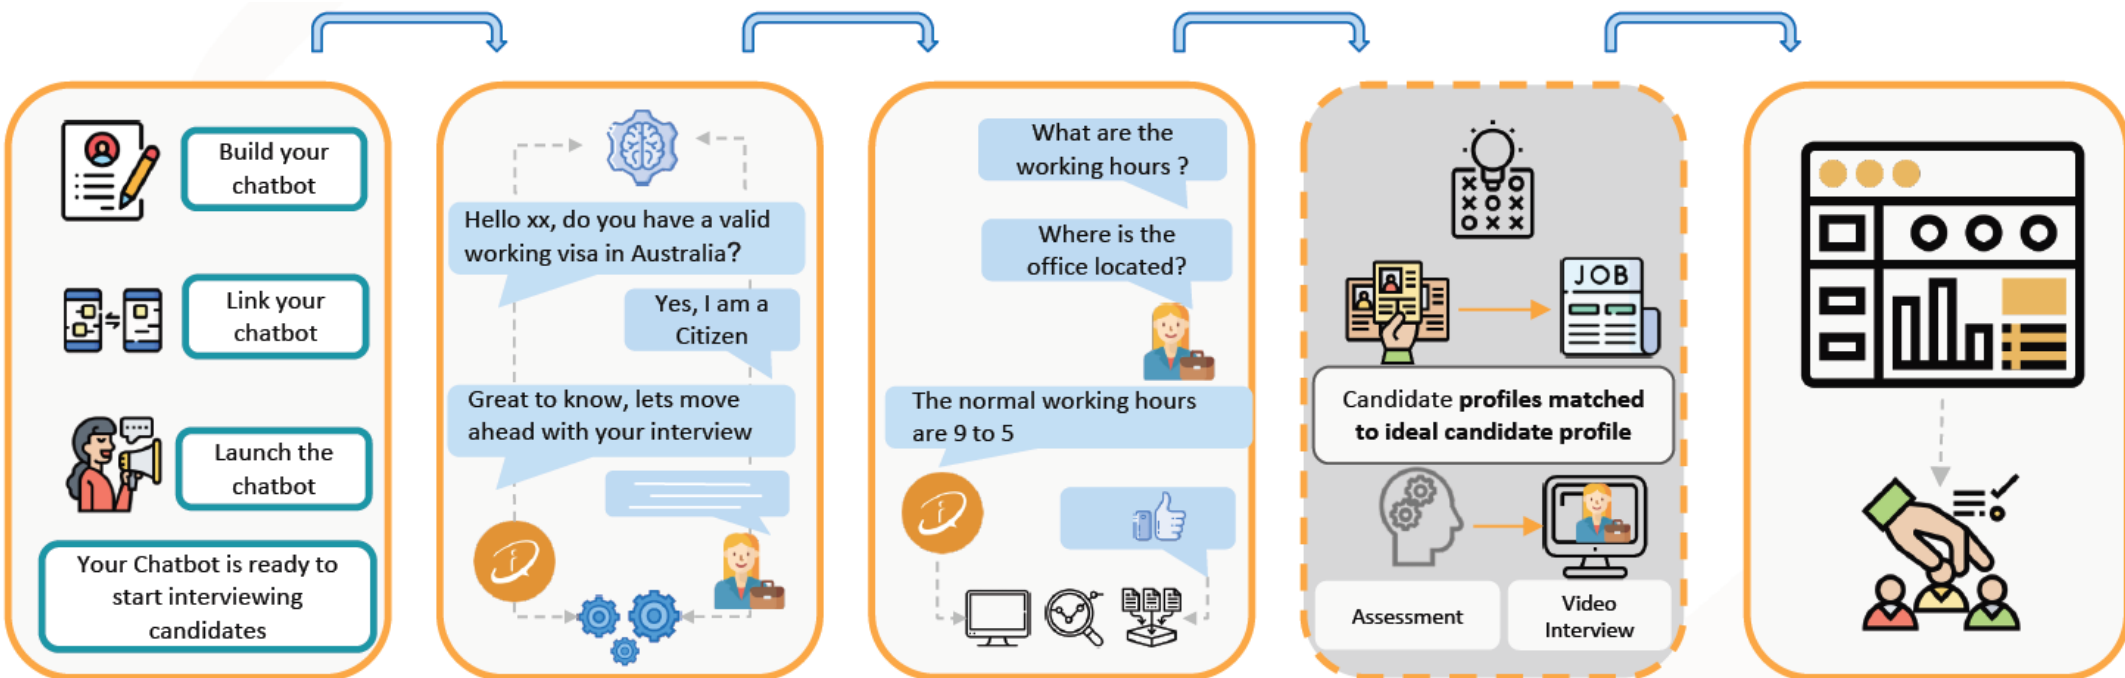 Build your
chatbot
Link your
chatbot
Launch the
chatbot
Your Chatbot is ready to
start interviewing
candidates
Hello xx, do you have a valid
working visa in Australia?
Yes, I am a
Citizen
Great to know, lets move
ahead with your interview
What are the
working hours ?
Where is the
office located?
The normal working hours
are 9 to 5
JOB
Candidate profiles matched
to ideal candidate profile
Assessment
Video
Interview